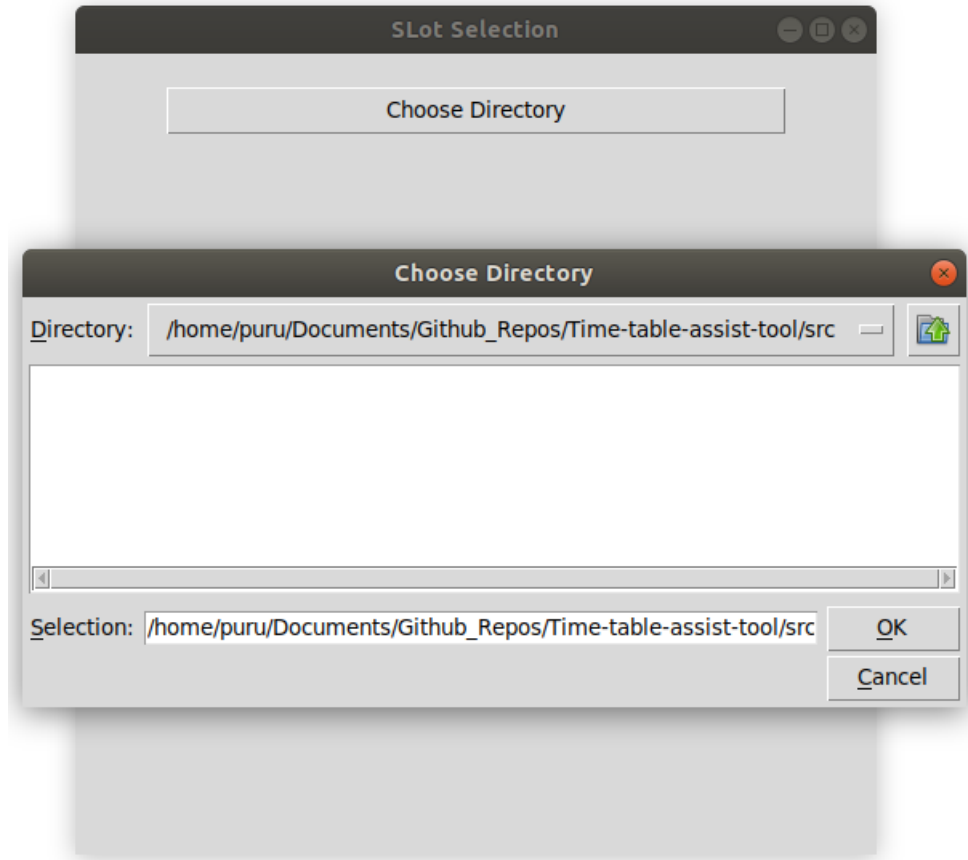 SLot Selection
Choose Directory
Choose Directory
Directory: /home/puru/Documents/Github_Repos/Time-table-assist-tool/src
Selection: /home/puru/Documents/Github_Repos/Time-table-assist-tool/src OK
Cancel